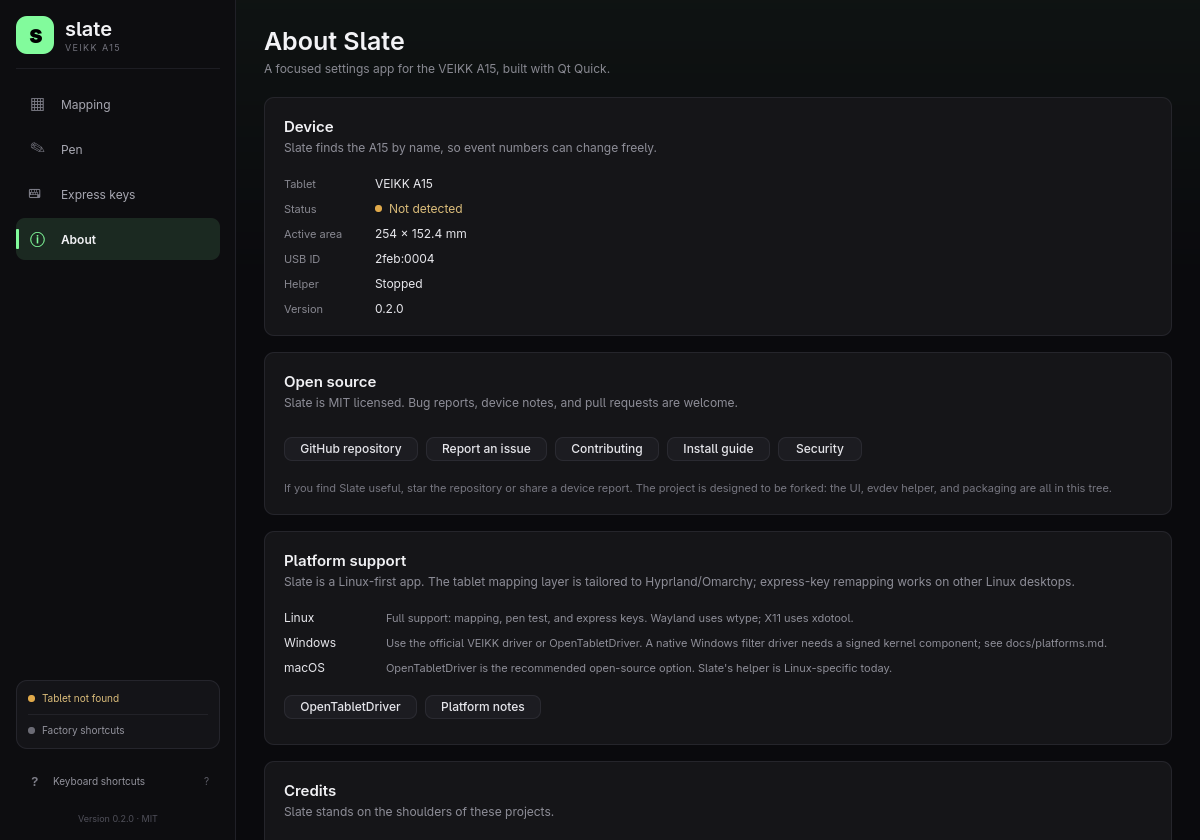 s
slate
VEIKK A15
Mapping
Pen
Express keys
About
Tablet not found
Factory shortcuts
? Keyboard shortcuts ?
Version 0.2.0 · MIT
About Slate
A focused settings app for the VEIKK A15, built with Qt Quick.
Device
Slate finds the A15 by name, so event numbers can change freely.
Tablet VEIKK A15
Status Not detected
Active area 254 × 152.4 mm
USB ID 2feb:0004
Helper Stopped
Version 0.2.0
Open source
Slate is MIT licensed. Bug reports, device notes, and pull requests are welcome.
GitHub repository Report an issue Contributing Install guide Security
If you find Slate useful, star the repository or share a device report. The project is designed to be forked: the UI, evdev helper, and packaging are all in this tree.
Platform support
Slate is a Linux-first app. The tablet mapping layer is tailored to Hyprland/Omarchy; express-key remapping works on other Linux desktops.
Linux Full support: mapping, pen test, and express keys. Wayland uses wtype; X11 uses xdotool.
Windows Use the official VEIKK driver or OpenTabletDriver. A native Windows filter driver needs a signed kernel component; see docs/platforms.md.
macOS OpenTabletDriver is the recommended open-source option. Slate's helper is Linux-specific today.
OpenTabletDriver Platform notes
Credits
Slate stands on the shoulders of these projects.